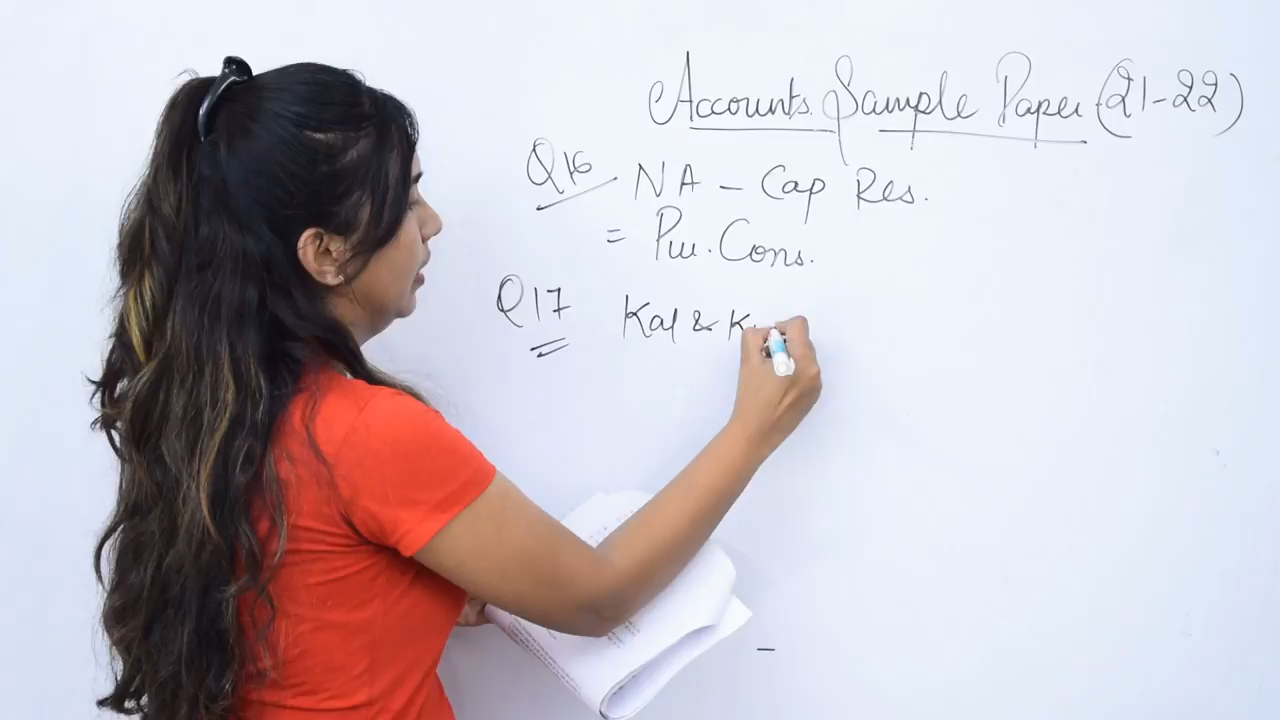 Accounts Sample Paper (21-22)
Q16 NA - Cap Res.
= Pur. Cons.
Q17 Kal & K